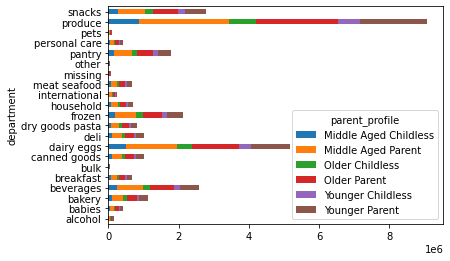 snacks
produce
pets
personal care
pantry
other
missing
meat seafood
international
household
frozen
dry goods pasta
deli
dairy eggs
canned goods
bulk
breakfast
beverages
bakery
babies
alcohol
department
parent_profile
Middle Aged Childless
Middle Aged Parent
Older Childless
Older Parent
Younger Childless
Younger Parent
0 2 4 6 8
1e6